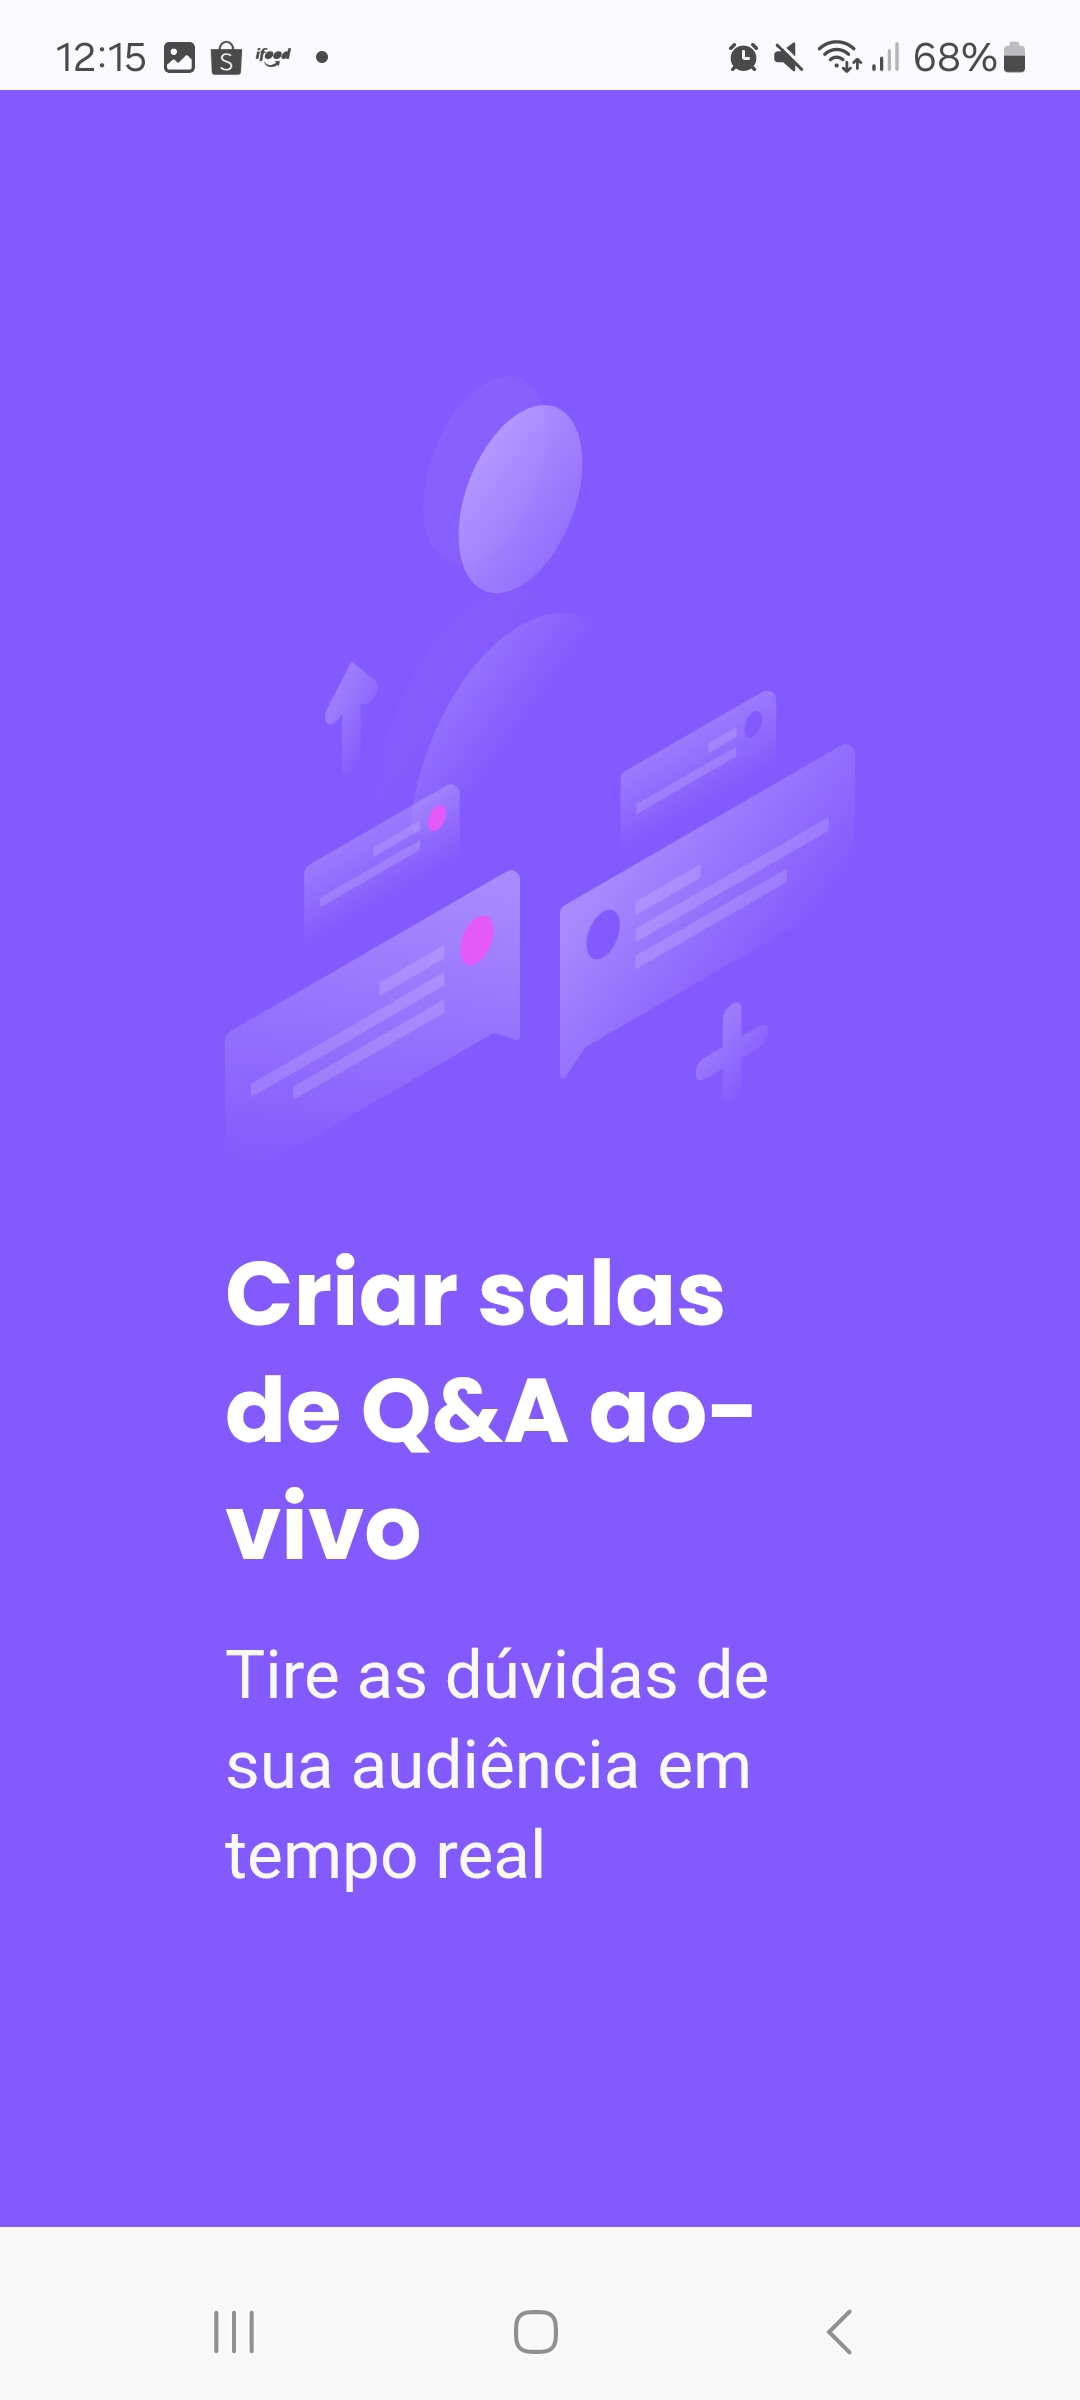 12:15 ifood 68%
Criar salas
de Q&A ao-
vivo
Tire as dúvidas de
sua audiência em
tempo real